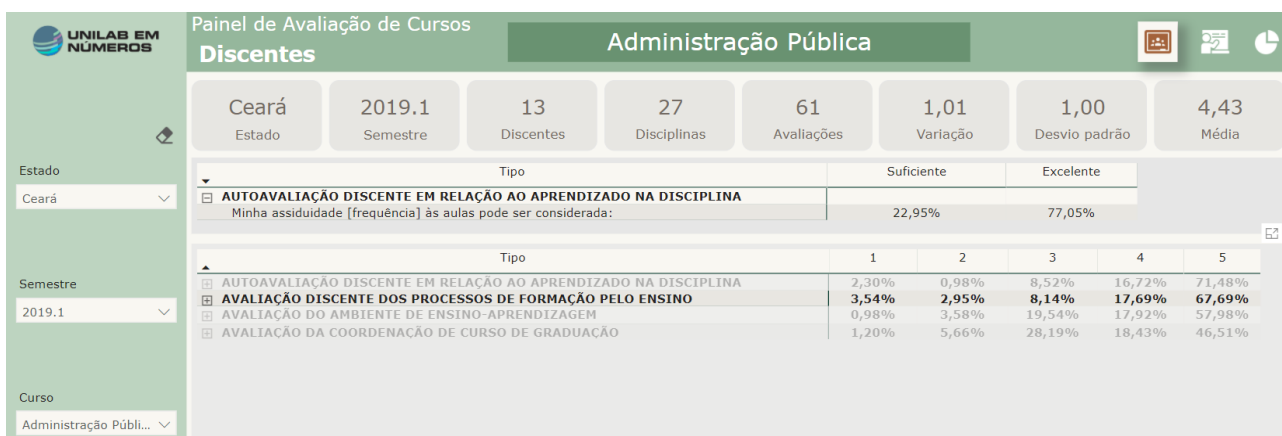 UNILAB EM
NÚMEROS
Painel de Avaliação de Cursos
Discentes
Administração Pública
Ceará
Estado
2019.1
Semestre
13
Discentes
27
Disciplinas
61
Avaliações
1,01
Variação
1,00
Desvio padrão
4,43
Média
Estado
Ceará
Semestre
2019.1
Curso
Administração Públi...
Tipo Suficiente Excelente
AUTOAVALIAÇÃO DISCENTE EM RELAÇÃO AO APRENDIZADO NA DISCIPLINA
Minha assiduidade [frequência] às aulas pode ser considerada: 22,95% 77,05%
Tipo 1 2 3 4 5
AUTOAVALIAÇÃO DISCENTE EM RELAÇÃO AO APRENDIZADO NA DISCIPLINA 2,30% 0,98% 8,52% 16,72% 71,48%
AVALIAÇÃO DISCENTE DOS PROCESSOS DE FORMAÇÃO PELO ENSINO 3,54% 2,95% 8,14% 17,69% 67,69%
AVALIAÇÃO DO AMBIENTE DE ENSINO-APRENDIZAGEM 0,98% 3,58% 19,54% 17,92% 57,98%
AVALIAÇÃO DA COORDENAÇÃO DE CURSO DE GRADUAÇÃO 1,20% 5,66% 28,19% 18,43% 46,51%